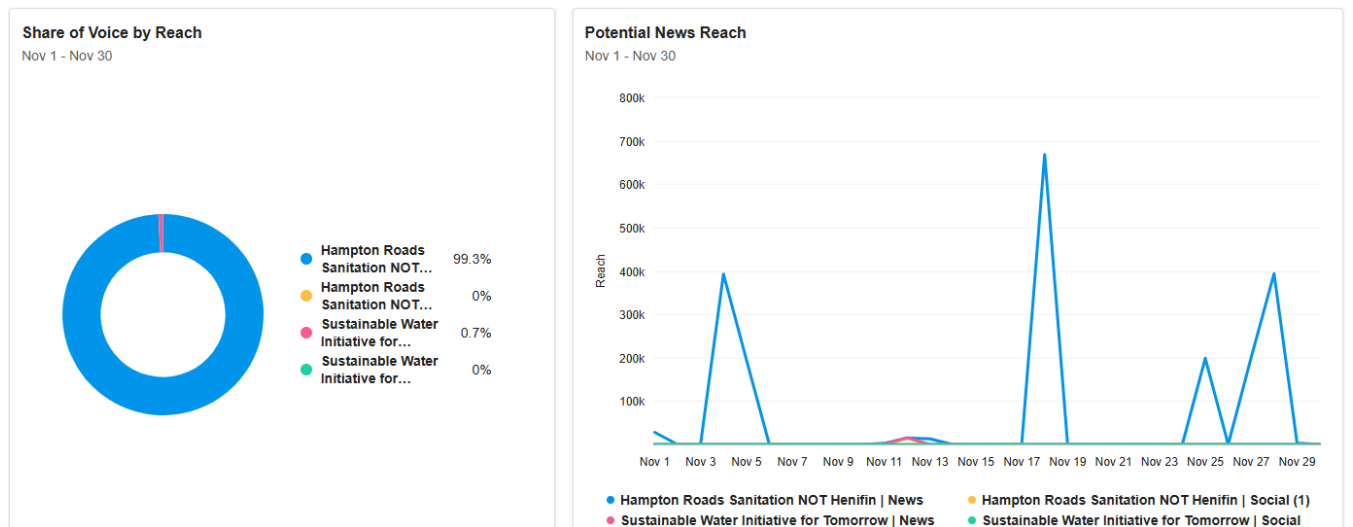 Share of Voice by Reach
Nov 1 - Nov 30
Hampton Roads
Sanitation NOT…
99.3%
Hampton Roads
Sanitation NOT…
0%
Sustainable Water
Initiative for…
0.7%
Sustainable Water
Initiative for…
0%
Potential News Reach
Nov 1 - Nov 30
800k
700k
600k
500k
400k
300k
200k
100k
Reach
Nov 1 Nov 3 Nov 5 Nov 7 Nov 9 Nov 11 Nov 13 Nov 15 Nov 17 Nov 19 Nov 21 Nov 23 Nov 25 Nov 27 Nov 29
Hampton Roads Sanitation NOT Henifin | News
Hampton Roads Sanitation NOT Henifin | Social (1)
Sustainable Water Initiative for Tomorrow | News
Sustainable Water Initiative for Tomorrow | Social